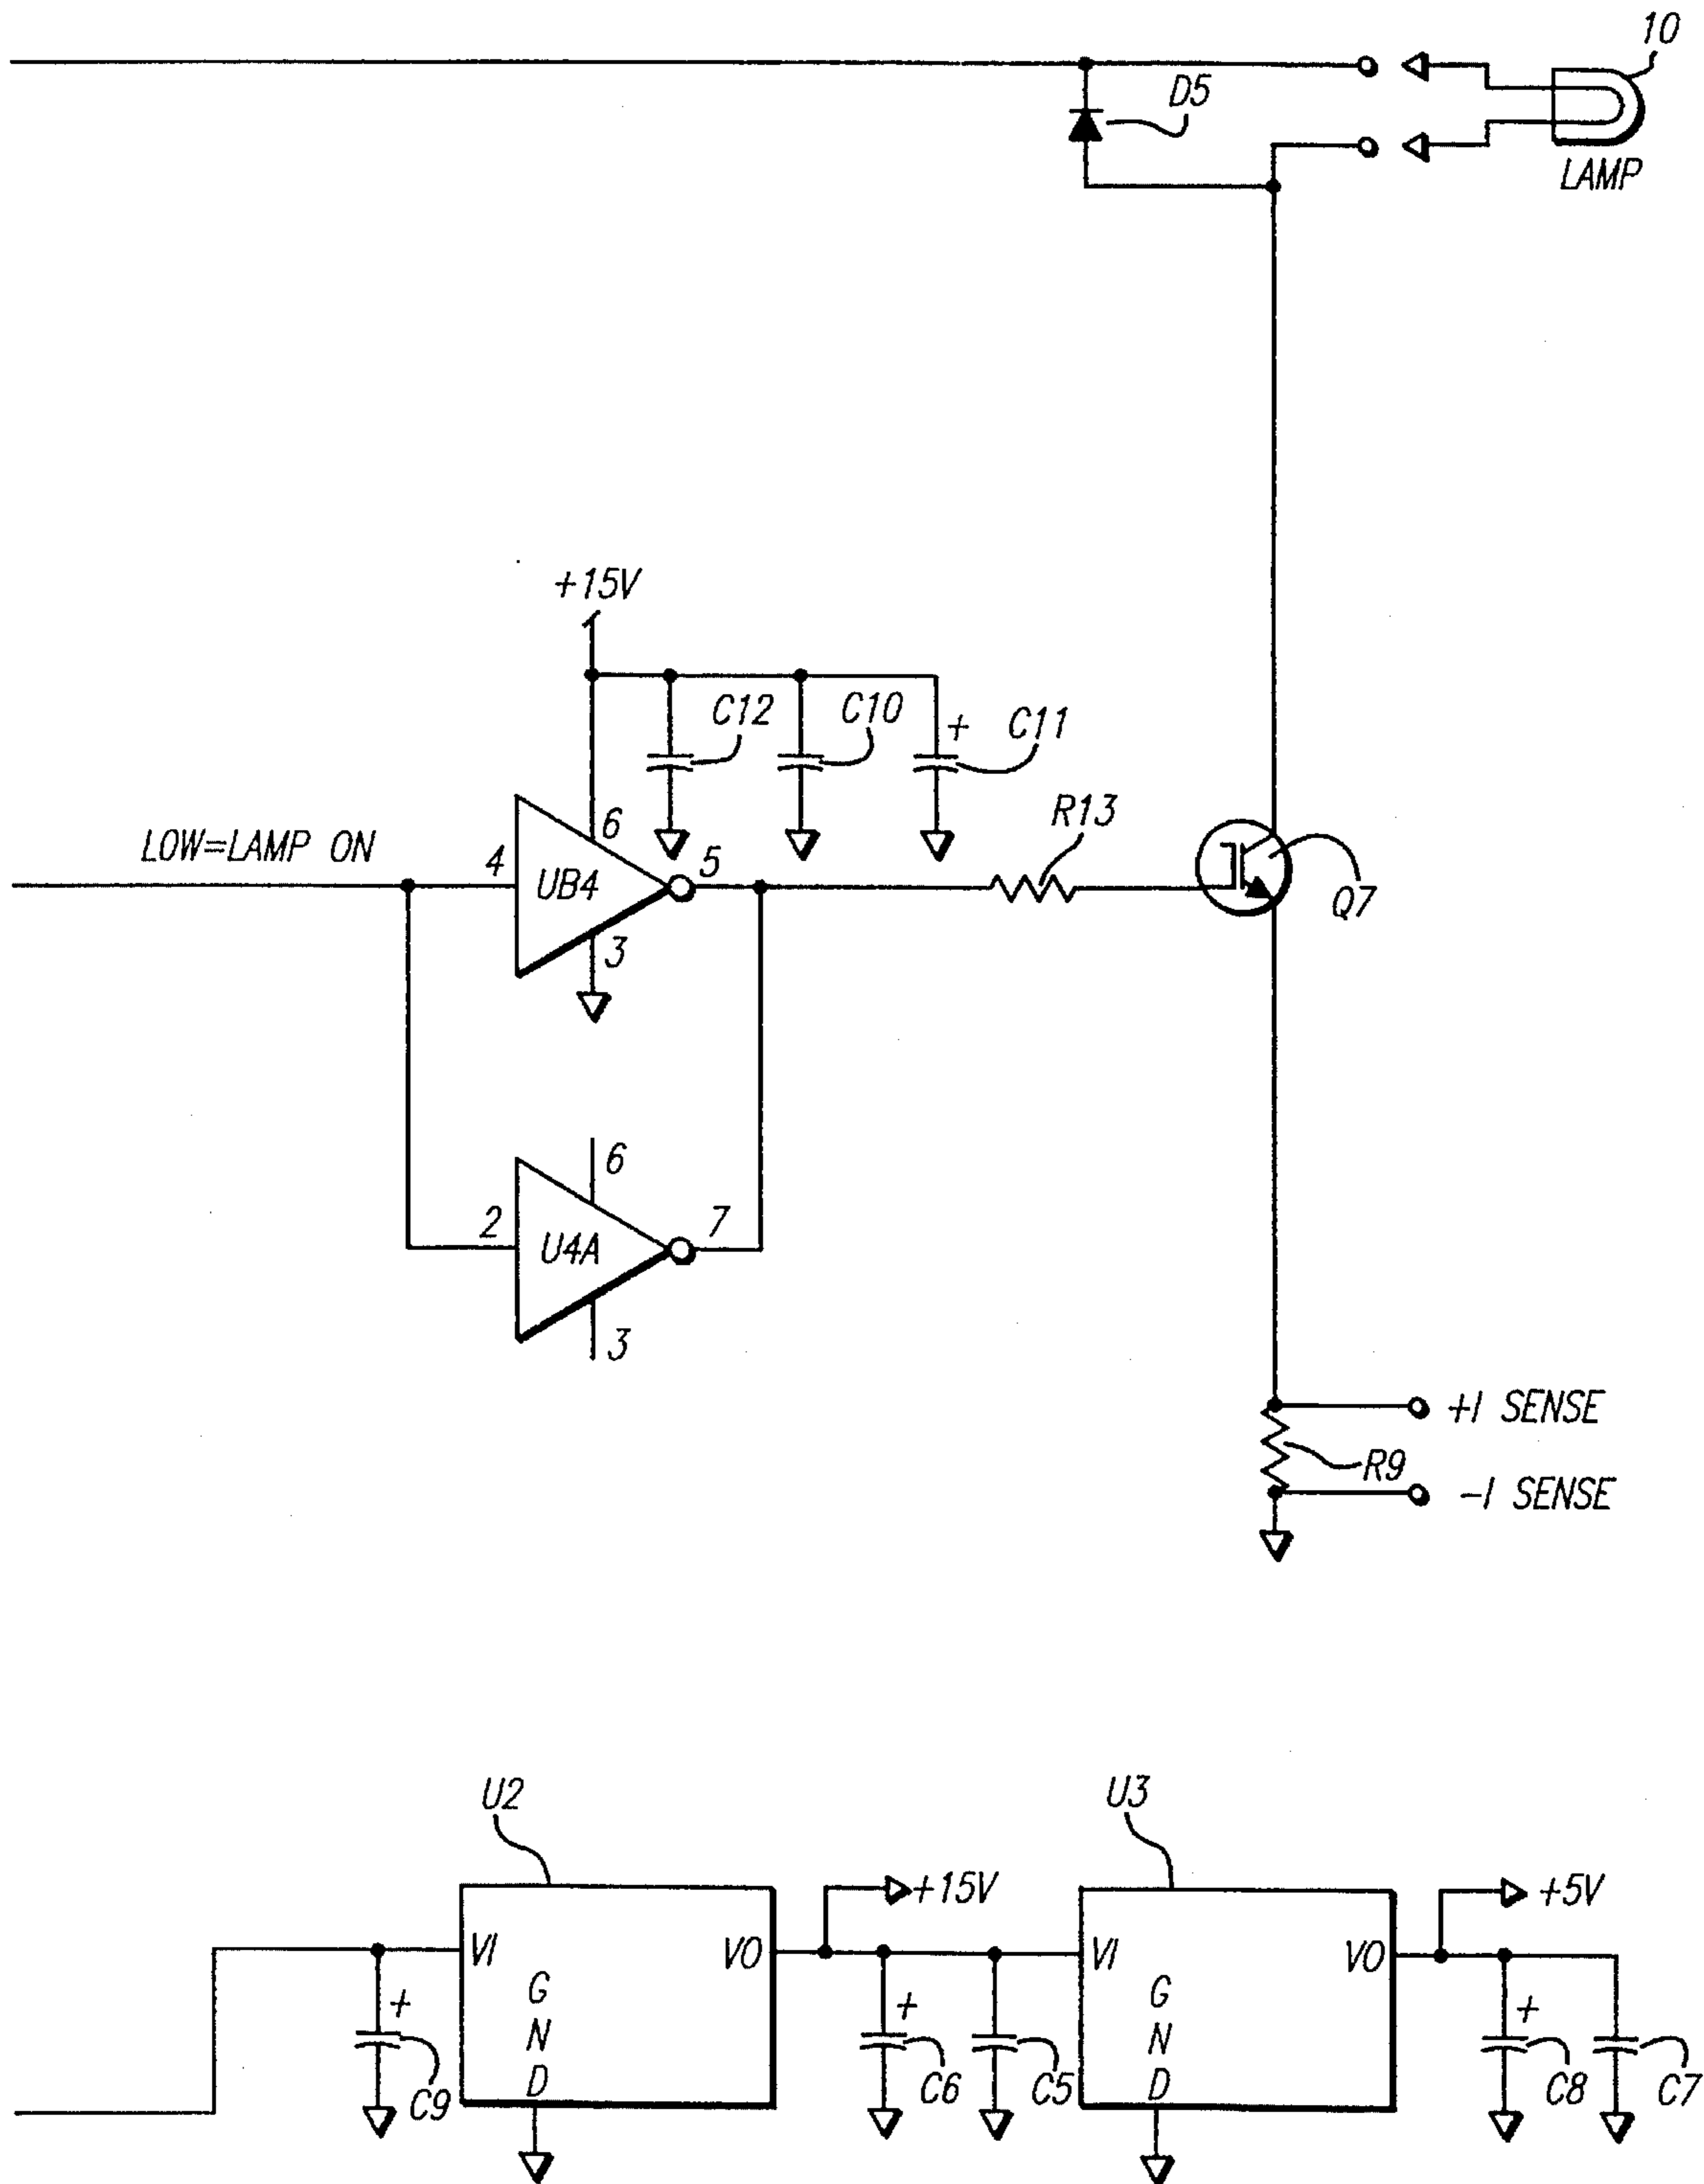 10
D5
LAMP
+15V
C12
C10
C11
+
R13
LOW=LAMP ON
4
6
5
UB4
3
Q7
6
2
7
U4A
3
+I SENSE
R9
-I SENSE
U2
U3
+15V
+5V
VI
VO
VI
VO
G
N
D
G
N
D
+
+
+
C9
C6
C5
C8
C7